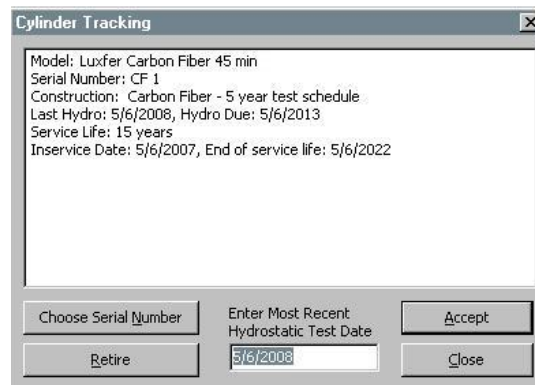 Cylinder Tracking
Model: Luxfer Carbon Fiber 45 min
Serial Number: CF 1
Construction:  Carbon Fiber - 5 year test schedule
Last Hydro: 5/6/2008, Hydro Due: 5/6/2013
Service Life: 15 years
Inservice Date: 5/6/2007, End of service life: 5/6/2022
Choose Serial Number
Enter Most Recent
Hydrostatic Test Date
Accept
Retire
5/6/2008
Close